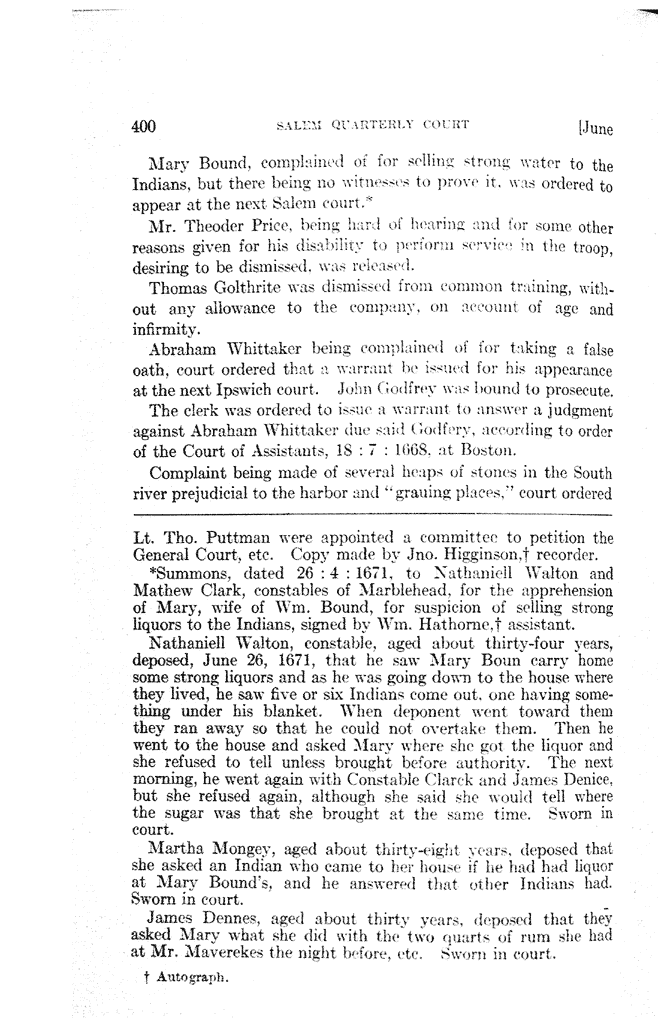 400 SALEM QUARTERLY COURT [June
Mary Bound, complained of for selling strong water to the
Indians, but there being no witnesses to prove it, was ordered to
appear at the next Salem court.*
Mr. Theoder Price, being hard of hearing and for some other
reasons given for his disability to perform service in the troop,
desiring to be dismissed, was released.
Thomas Golthrite was dismissed from common training, with-
out any allowance to the company, on account of age and
infirmity.
Abraham Whittaker being complained of for taking a false
oath, court ordered that a warrant be issued for his appearance
at the next Ipswich court. John Godfrey was bound to prosecute.
The clerk was ordered to issue a warrant to answer a judgment
against Abraham Whittaker due said Godfery, according to order
of the Court of Assistants, 18 : 7 : 1668, at Boston.
Complaint being made of several heaps of stones in the South
river prejudicial to the harbor and "grauing places," court ordered
Lt. Tho. Puttman were appointed a committee to petition the
General Court, etc. Copy made by Jno. Higginson,† recorder.
*Summons, dated 26 : 4 : 1671, to Nathaniell Walton and
Mathew Clark, constables of Marblehead, for the apprehension
of Mary, wife of Wm. Bound, for suspicion of selling strong
liquors to the Indians, signed by Wm. Hathorne,† assistant.
Nathaniell Walton, constable, aged about thirty-four years,
deposed, June 26, 1671, that he saw Mary Boun carry home
some strong liquors and as he was going down to the house where
they lived, he saw five or six Indians come out, one having some-
thing under his blanket. When deponent went toward them
they ran away so that he could not overtake them. Then he
went to the house and asked Mary where she got the liquor and
she refused to tell unless brought before authority. The next
morning, he went again with Constable Clarck and James Denice,
but she refused again, although she said she would tell where
the sugar was that she brought at the same time. Sworn in
court.
Martha Mongey, aged about thirty-eight years, deposed that
she asked an Indian who came to her house if he had had liquor
at Mary Bound's, and he answered that other Indians had.
Sworn in court.
James Dennes, aged about thirty years, deposed that they
asked Mary what she did with the two quarts of rum she had
at Mr. Maverekes the night before, etc. Sworn in court.
† Autograph.